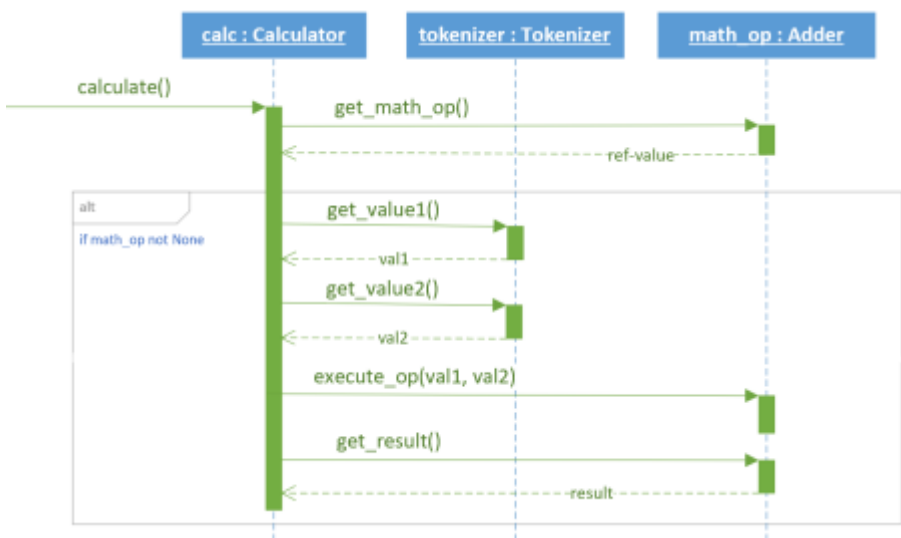 calc : Calculator
tokenizer : Tokenizer
math_op : Adder
calculate()
get_math_op()
ref-value
alt
if math_op not None
get_value1()
val1
get_value2()
val2
execute_op(val1, val2)
get_result()
result